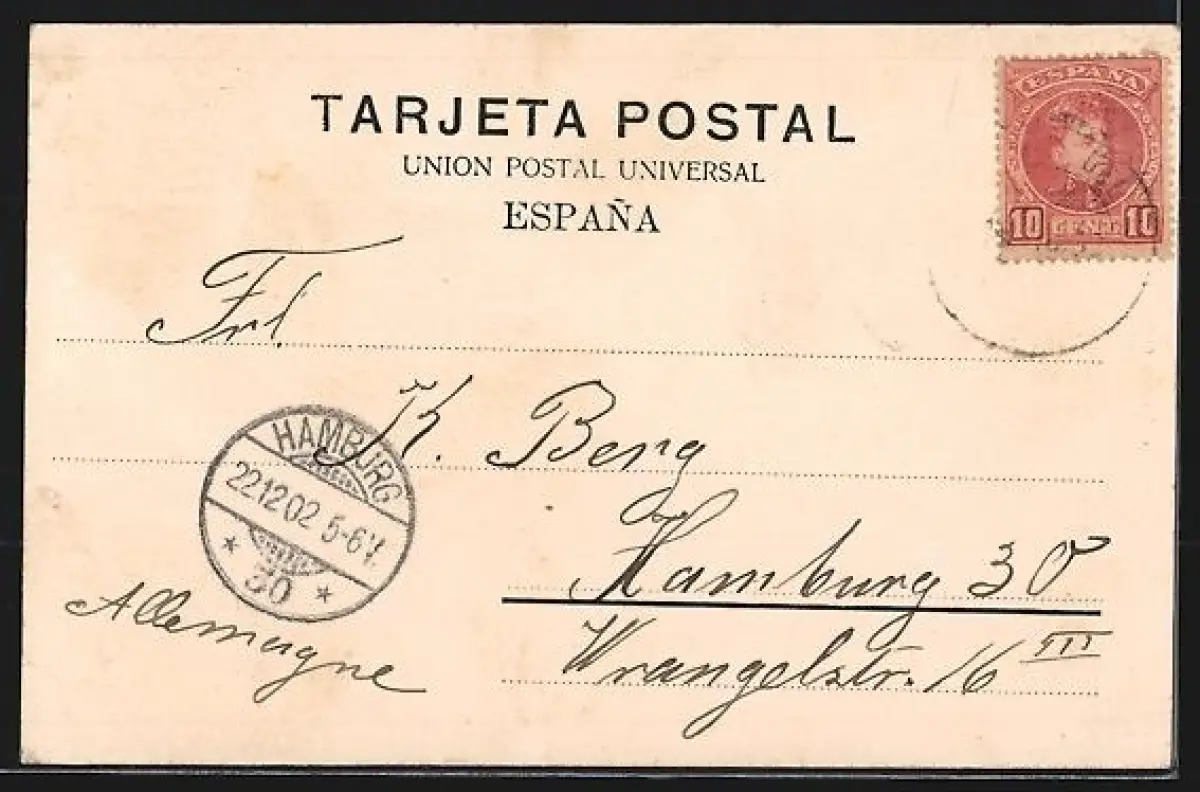 TARJETA POSTAL
UNION POSTAL UNIVERSAL
ESPAÑA
ESPAÑA
10 CENT. 10
Frl.
K. Berg
HAMBURG
22.12.02 5-6V.
* 30 *
Hamburg 30
Allemagne
Wrangelstr. 16 III